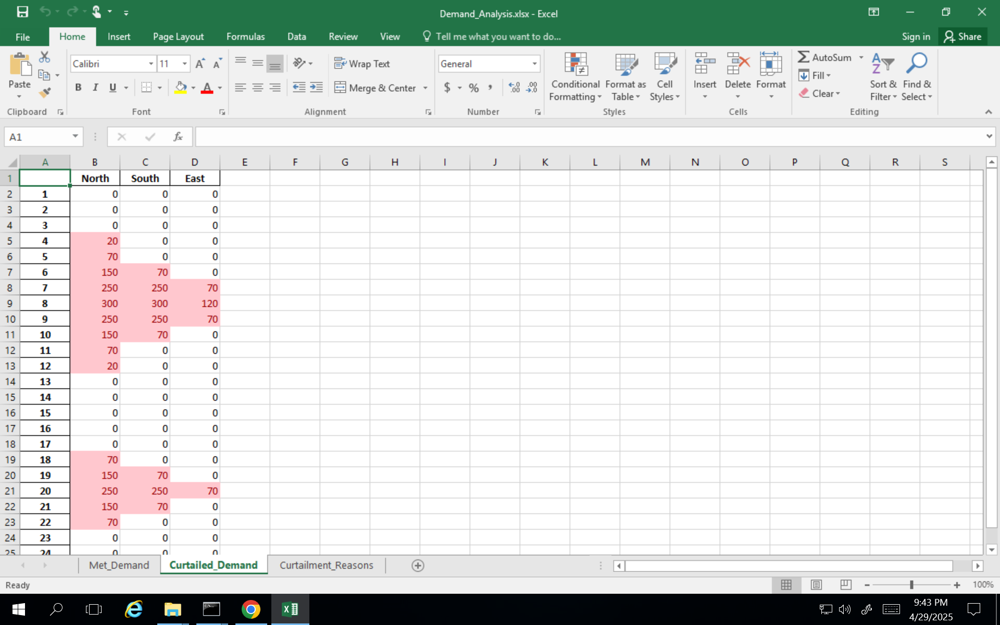 Demand_Analysis.xlsx - Excel
File Home Insert Page Layout Formulas Data Review View Tell me what you want to do... Sign in Share
Calibri 11 Wrap Text General AutoSum
Paste B I U A Merge & Center $ % , Conditional Formatting Format as Table Cell Styles Insert Delete Format Fill Clear Sort & Filter Find & Select
Clipboard Font Alignment Number Styles Cells Editing
A1 fx
A B C D E F G H I J K L M N O P Q R S
1 North South East
2 1 0 0 0
3 2 0 0 0
4 3 0 0 0
5 4 20 0 0
6 5 70 0 0
7 6 150 70 0
8 7 250 250 70
9 8 300 300 120
10 9 250 250 70
11 10 150 70 0
12 11 70 0 0
13 12 20 0 0
14 13 0 0 0
15 14 0 0 0
16 15 0 0 0
17 16 0 0 0
18 17 0 0 0
19 18 70 0 0
20 19 150 70 0
21 20 250 250 70
22 21 150 70 0
23 22 70 0 0
24 23 0 0 0
25 24 0 0 0
Met_Demand Curtailed_Demand Curtailment_Reasons
Ready 100%
9:43 PM
4/29/2025